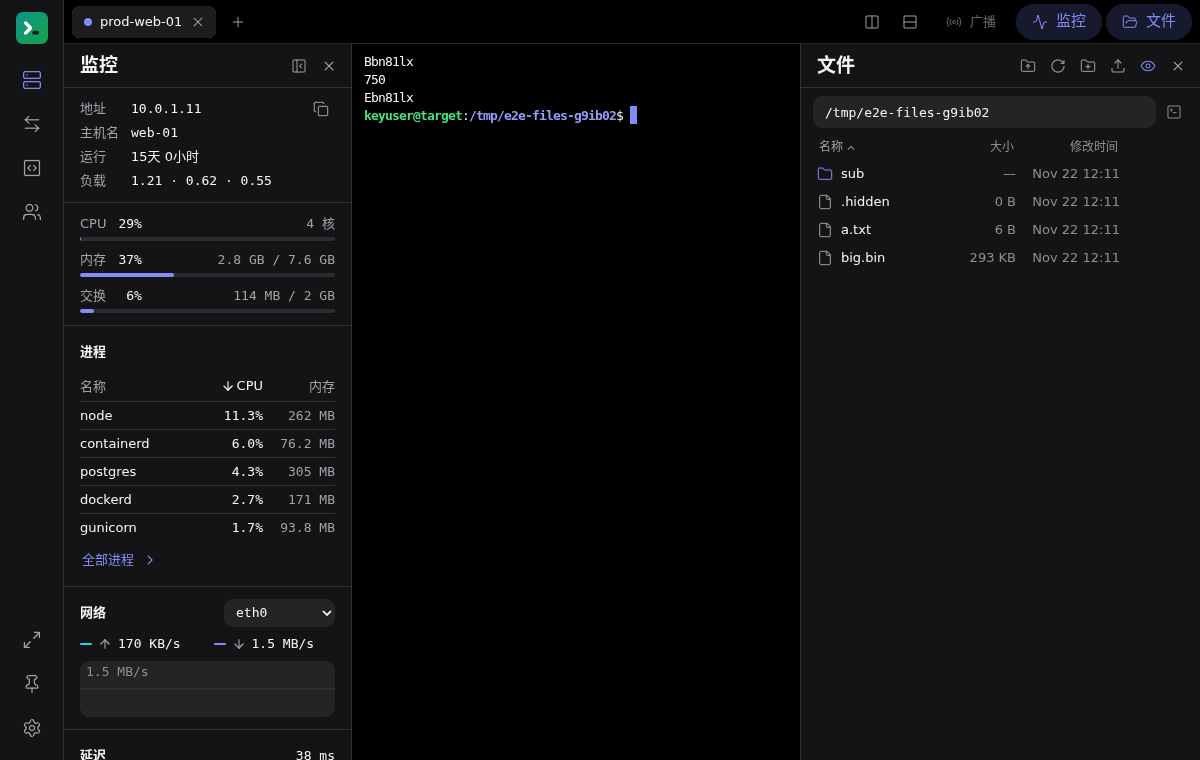 prod-web-01
广播
监控
文件
监控
地址 10.0.1.11
主机名 web-01
运行 15天 0小时
负载 1.21 · 0.62 · 0.55
CPU 29% 4 核
内存 37% 2.8 GB / 7.6 GB
交换 6% 114 MB / 2 GB
进程
名称 CPU 内存
node 11.3% 262 MB
containerd 6.0% 76.2 MB
postgres 4.3% 305 MB
dockerd 2.7% 171 MB
gunicorn 1.7% 93.8 MB
全部进程
网络 eth0
170 KB/s 1.5 MB/s
1.5 MB/s
延迟 38 ms
Bbn81lx
750
Ebn81lx
keyuser@target:/tmp/e2e-files-g9ib02$
文件
/tmp/e2e-files-g9ib02
名称 大小 修改时间
sub — Nov 22 12:11
.hidden 0 B Nov 22 12:11
a.txt 6 B Nov 22 12:11
big.bin 293 KB Nov 22 12:11